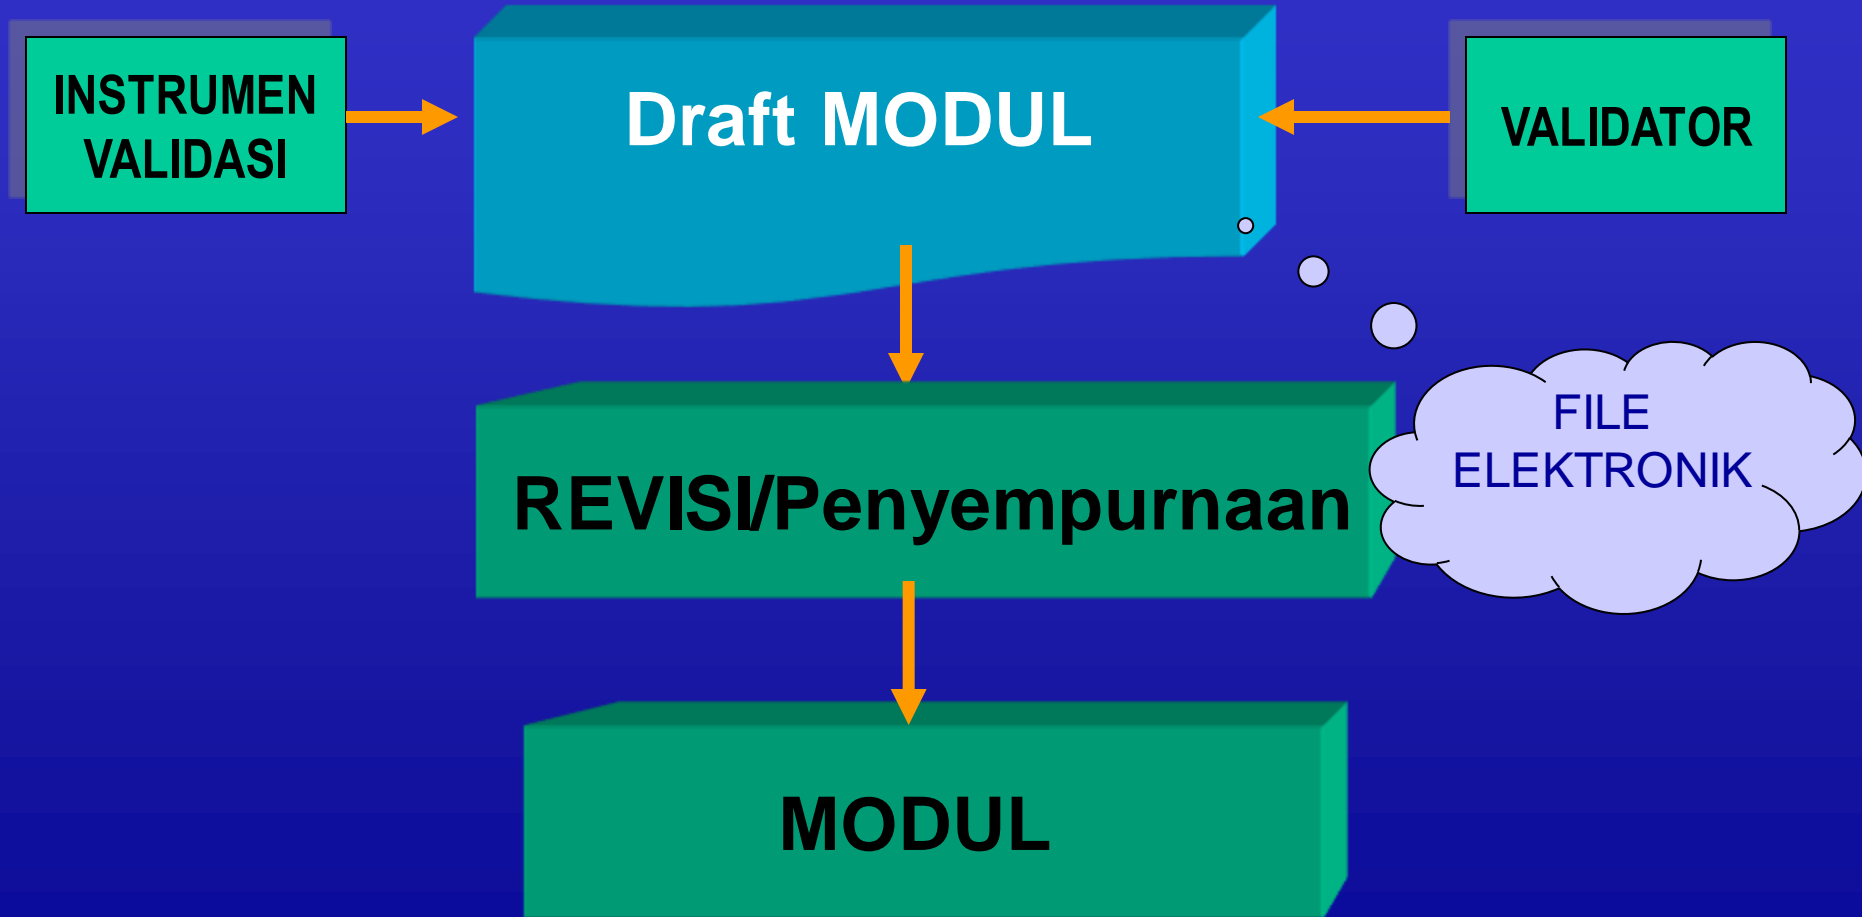 INSTRUMEN
VALIDASI
Draft MODUL
VALIDATOR
FILE
ELEKTRONIK
REVISI/Penyempurnaan
MODUL